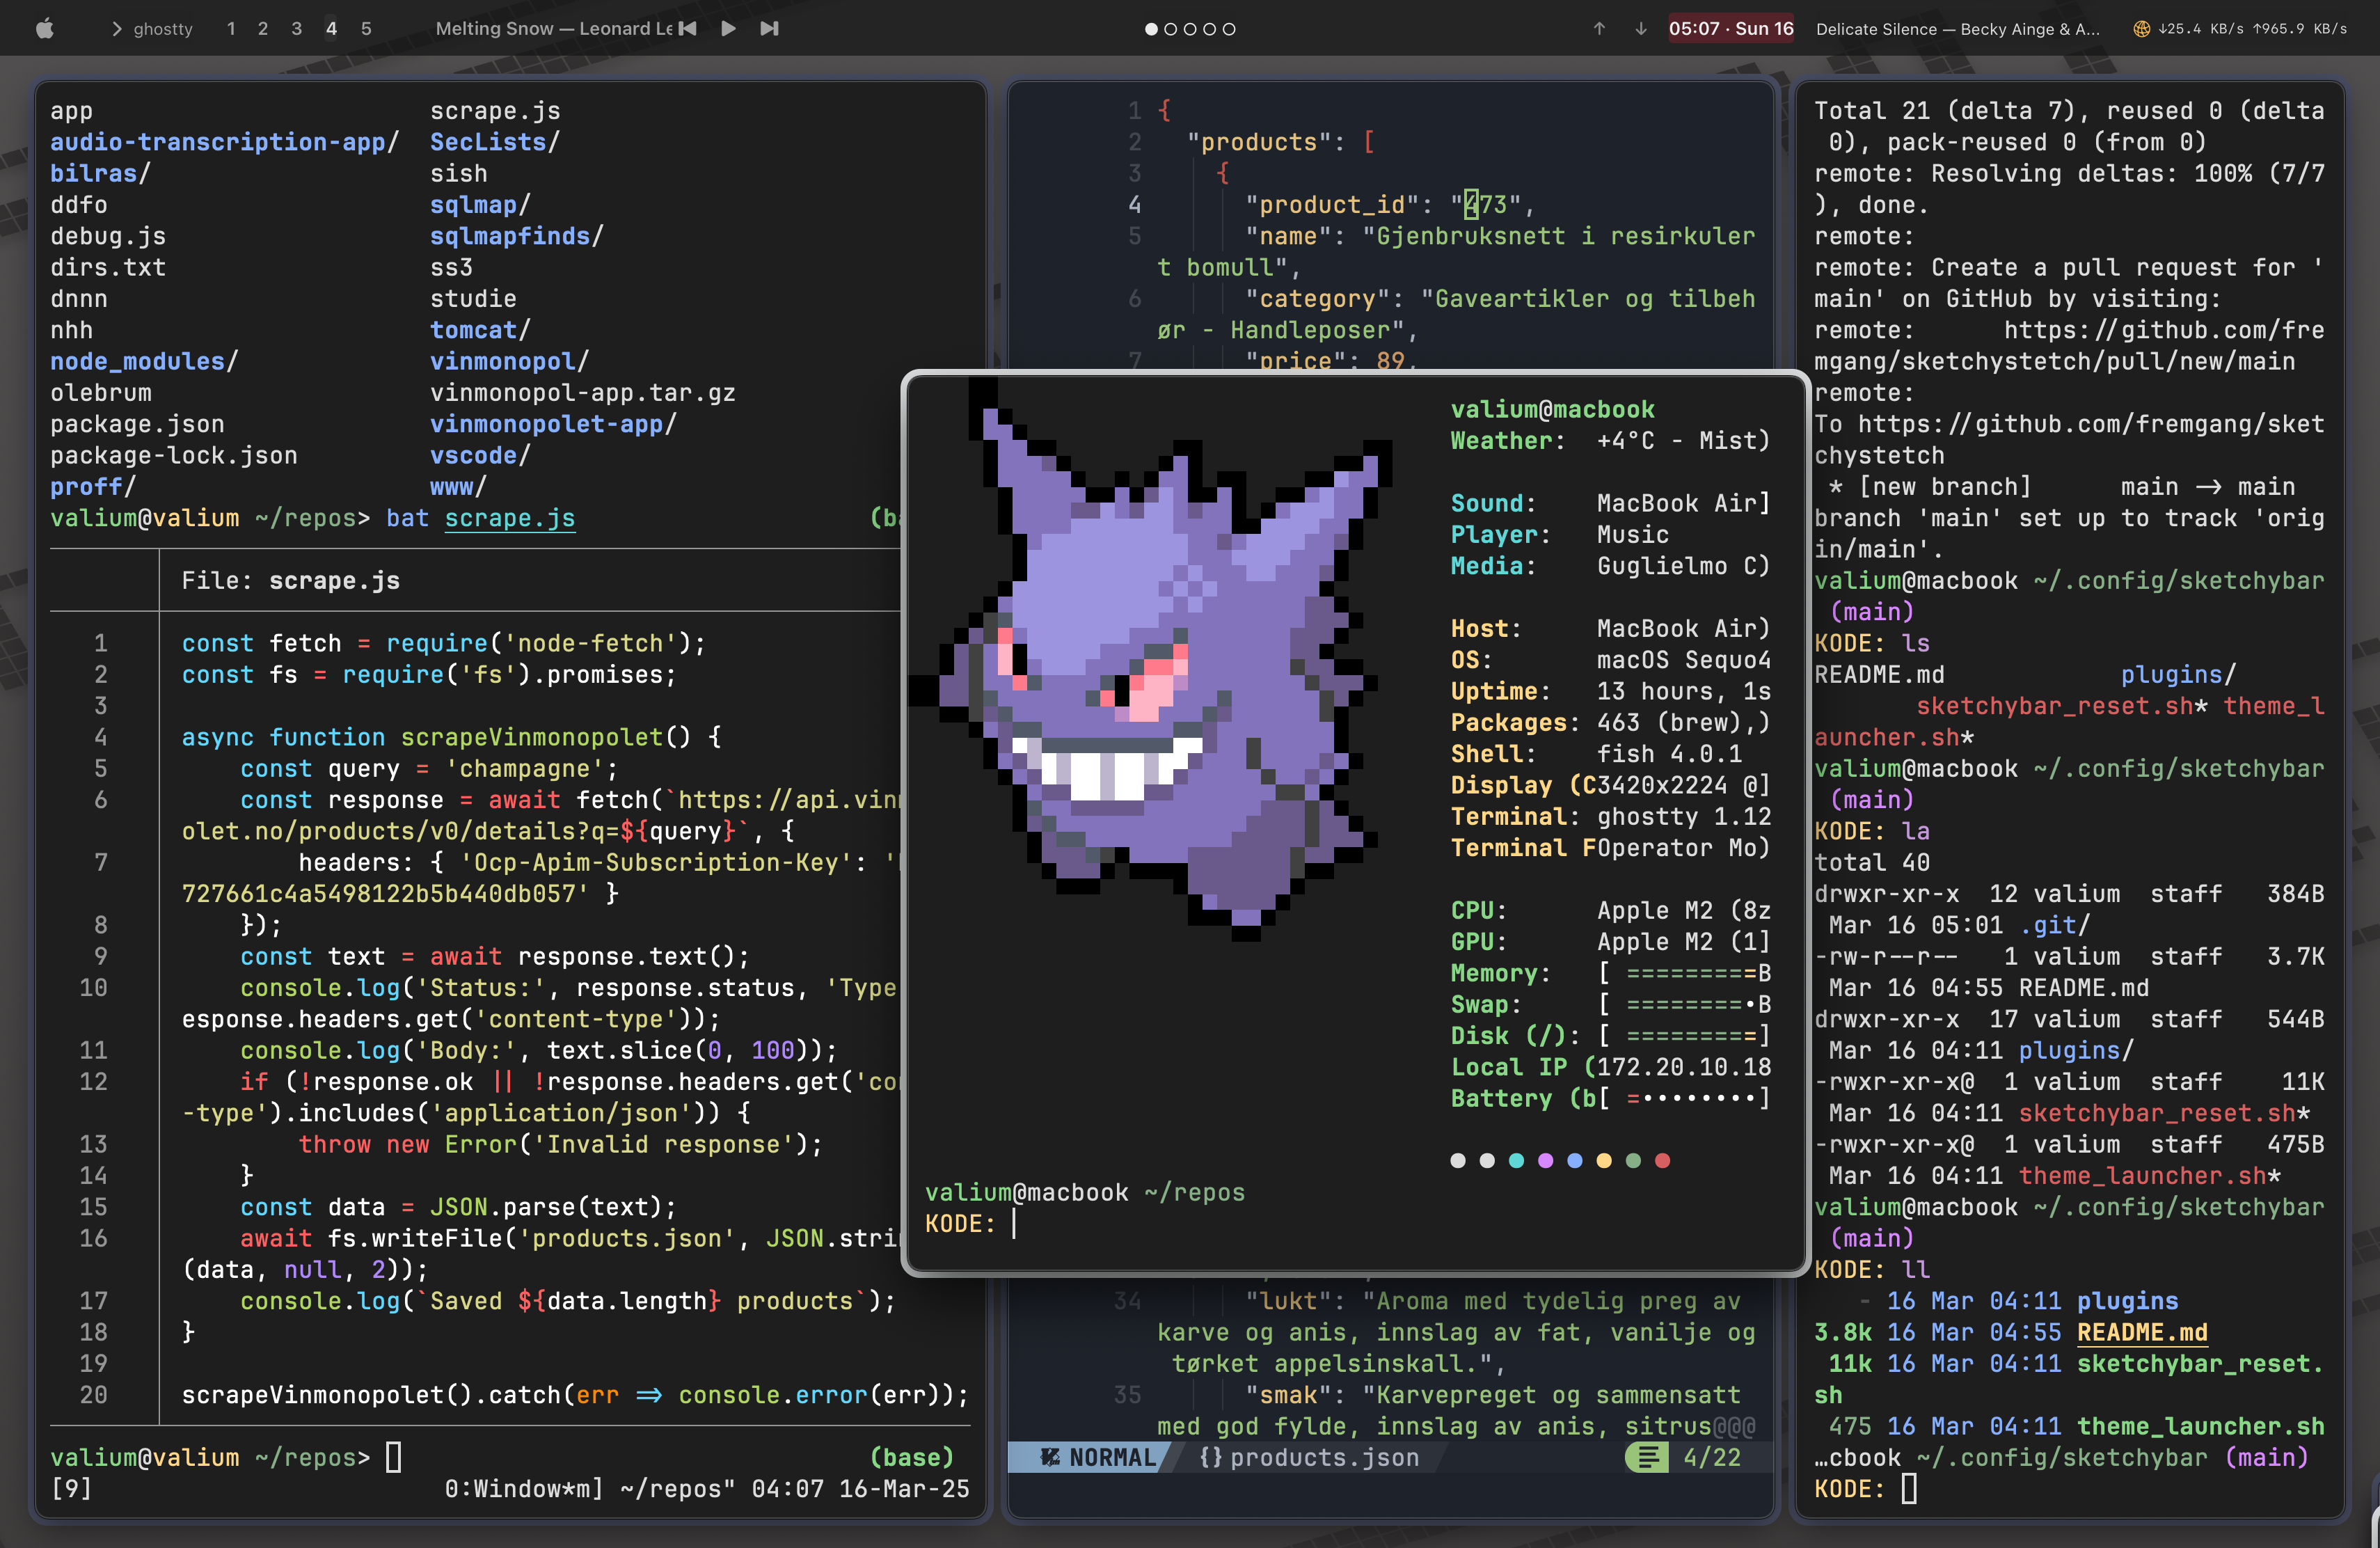 ghostty 1 2 3 4 5 Melting Snow — Leonard Le
↑ ↓ 05:07 · Sun 16 Delicate Silence — Becky Ainge & A... ↓25.4 KB/s ↑965.9 KB/s
app scrape.js
audio-transcription-app/ SecLists/
bilras/ sish
ddfo sqlmap/
debug.js sqlmapfinds/
dirs.txt ss3
dnnn studie
nhh tomcat/
node_modules/ vinmonopol/
olebrum vinmonopol-app.tar.gz
package.json vinmonopolet-app/
package-lock.json vscode/
proff/ www/
valium@valium ~/repos> bat scrape.js (ba
File: scrape.js
1 const fetch = require('node-fetch');
2 const fs = require('fs').promises;
3
4 async function scrapeVinmonopolet() {
5 const query = 'champagne';
6 const response = await fetch(`https://api.vin
olet.no/products/v0/details?q=${query}`, {
7 headers: { 'Ocp-Apim-Subscription-Key': '
727661c4a5498122b5b440db057' }
8 });
9 const text = await response.text();
10 console.log('Status:', response.status, 'Type
esponse.headers.get('content-type'));
11 console.log('Body:', text.slice(0, 100));
12 if (!response.ok || !response.headers.get('co
-type').includes('application/json')) {
13 throw new Error('Invalid response');
14 }
15 const data = JSON.parse(text);
16 await fs.writeFile('products.json', JSON.stri
(data, null, 2));
17 console.log(`Saved ${data.length} products`);
18 }
19
20 scrapeVinmonopolet().catch(err => console.error(err));
valium@valium ~/repos> (base)
[9] 0:Window*m] ~/repos" 04:07 16-Mar-25
1 {
2 "products": [
3 {
4 "product_id": "473",
5 "name": "Gjenbruksnett i resirkuler
t bomull",
6 "category": "Gaveartikler og tilbeh
ør - Handleposer",
7 "price": 89,
34 "lukt": "Aroma med tydelig preg av
karve og anis, innslag av fat, vanilje og
tørket appelsinskall.",
35 "smak": "Karvepreget og sammensatt
med god fylde, innslag av anis, sitrus@@@
NORMAL {} products.json 4/22
valium@macbook
Weather: +4°C - Mist)
Sound: MacBook Air]
Player: Music
Media: Guglielmo C)
Host: MacBook Air)
OS: macOS Sequo4
Uptime: 13 hours, 1s
Packages: 463 (brew),)
Shell: fish 4.0.1
Display (C3420x2224 @]
Terminal: ghostty 1.12
Terminal FOperator Mo)
CPU: Apple M2 (8z
GPU: Apple M2 (1]
Memory: [ =========B
Swap: [ ========•B
Disk (/): [ =========]
Local IP (172.20.10.18
Battery (b[ =••••••••]
valium@macbook ~/repos
KODE:
Total 21 (delta 7), reused 0 (delta
0), pack-reused 0 (from 0)
remote: Resolving deltas: 100% (7/7
), done.
remote:
remote: Create a pull request for '
main' on GitHub by visiting:
remote: https://github.com/fre
mgang/sketchystetch/pull/new/main
remote:
To https://github.com/fremgang/sket
chystetch
* [new branch] main -> main
branch 'main' set up to track 'orig
in/main'.
valium@macbook ~/.config/sketchybar
(main)
KODE: ls
README.md plugins/
sketchybar_reset.sh* theme_l
auncher.sh*
valium@macbook ~/.config/sketchybar
(main)
KODE: la
total 40
drwxr-xr-x 12 valium staff 384B
Mar 16 05:01 .git/
-rw-r--r-- 1 valium staff 3.7K
Mar 16 04:55 README.md
drwxr-xr-x 17 valium staff 544B
Mar 16 04:11 plugins/
-rwxr-xr-x@ 1 valium staff 11K
Mar 16 04:11 sketchybar_reset.sh*
-rwxr-xr-x@ 1 valium staff 475B
Mar 16 04:11 theme_launcher.sh*
valium@macbook ~/.config/sketchybar
(main)
KODE: ll
- 16 Mar 04:11 plugins
3.8k 16 Mar 04:55 README.md
11k 16 Mar 04:11 sketchybar_reset.
sh
475 16 Mar 04:11 theme_launcher.sh
…cbook ~/.config/sketchybar (main)
KODE: